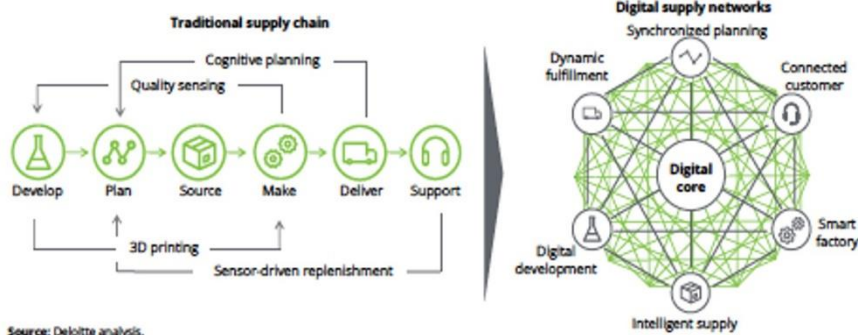 Traditional supply chain
Cognitive planning
Quality sensing
Develop
Plan
Source
Make
Deliver
Support
3D printing
Sensor-driven replenishment
Digital supply networks
Synchronized planning
Dynamic
fulfillment
Connected
customer
Digital
core
Digital
development
Smart
factory
Intelligent supply
Source: Deloitte analysis.